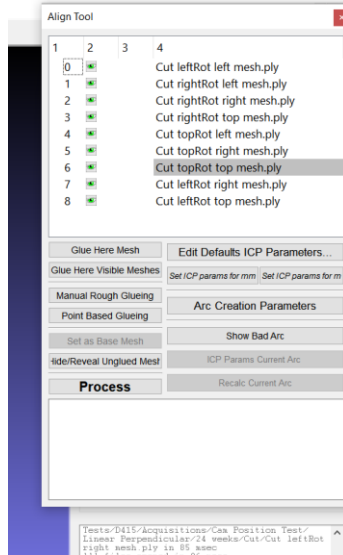 Align Tool
1 2 3 4
0 Cut leftRot left mesh.ply
1 Cut rightRot left mesh.ply
2 Cut rightRot right mesh.ply
3 Cut rightRot top mesh.ply
4 Cut topRot left mesh.ply
5 Cut topRot right mesh.ply
6 Cut topRot top mesh.ply
7 Cut leftRot right mesh.ply
8 Cut leftRot top mesh.ply
Glue Here Mesh
Edit Defaults ICP Parameters...
Glue Here Visible Meshes
Set ICP params for mm
Set ICP params for m
Manual Rough Glueing
Arc Creation Parameters
Point Based Glueing
Show Bad Arc
Set as Base Mesh
ICP Params Current Arc
Hide/Reveal Unglued Mesh
Recalc Current Arc
Process
Tests/D415/Acquisitions/Cam Position Test/
Linear Perpendicular/24 weeks/Cut/Cut leftRot
right mesh.ply in 85 msec